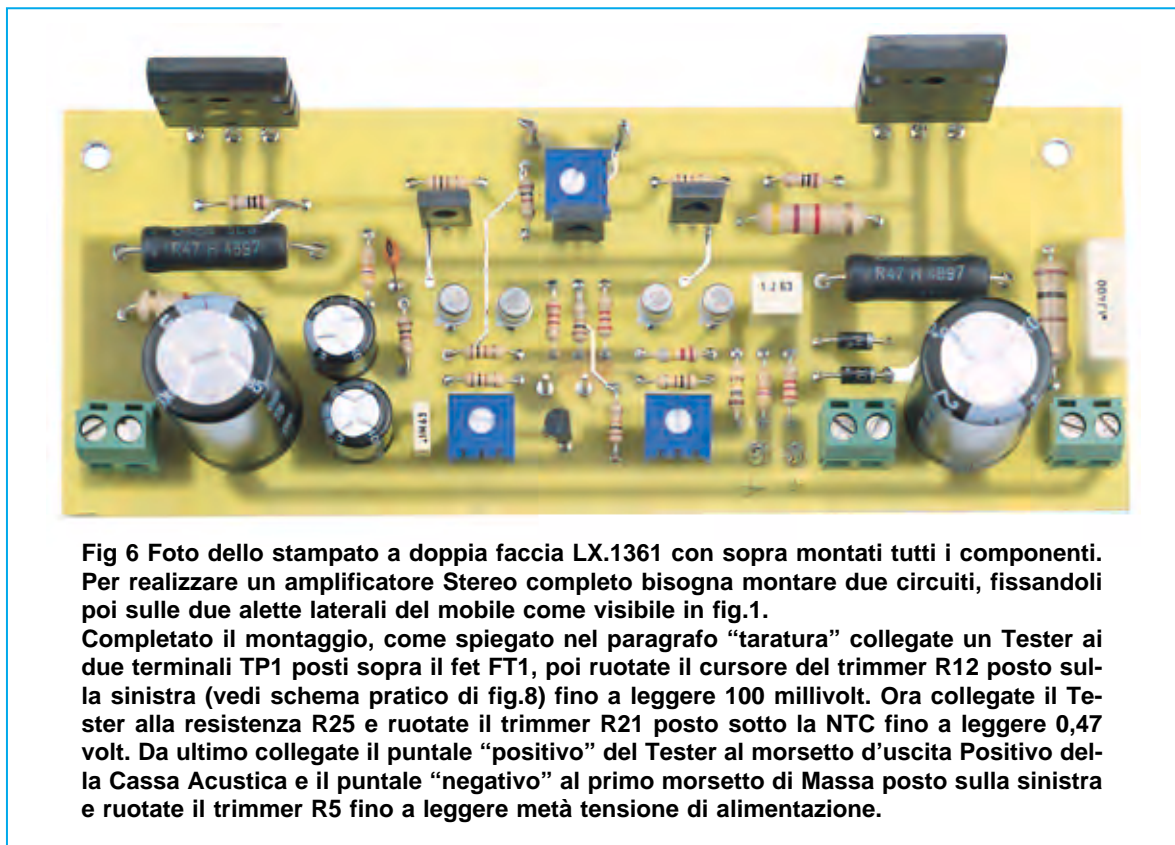 R47 H 4897
1 J 63
R47 H 4897
Fig 6 Foto dello stampato a doppia faccia LX.1361 con sopra montati tutti i componenti.
Per realizzare un amplificatore Stereo completo bisogna montare due circuiti, fissandoli
poi sulle due alette laterali del mobile come visibile in fig.1.
Completato il montaggio, come spiegato nel paragrafo “taratura” collegate un Tester ai
due terminali TP1 posti sopra il fet FT1, poi ruotate il cursore del trimmer R12 posto sul-
la sinistra (vedi schema pratico di fig.8) fino a leggere 100 millivolt. Ora collegate il Te-
ster alla resistenza R25 e ruotate il trimmer R21 posto sotto la NTC fino a leggere 0,47
volt. Da ultimo collegate il puntale “positivo” del Tester al morsetto d’uscita Positivo del-
la Cassa Acustica e il puntale “negativo” al primo morsetto di Massa posto sulla sinistra
e ruotate il trimmer R5 fino a leggere metà tensione di alimentazione.